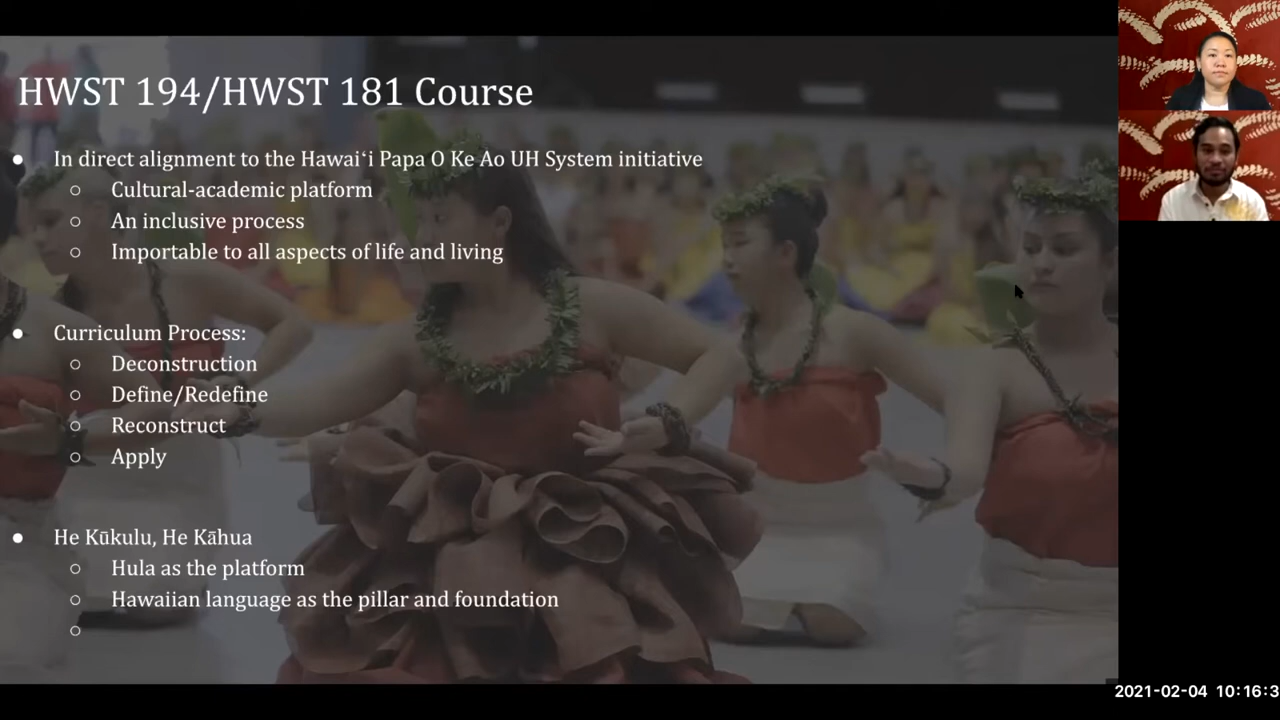 HWST 194/HWST 181 Course
● In direct alignment to the Hawaiʻi Papa O Ke Ao UH System initiative
○ Cultural-academic platform
○ An inclusive process
○ Importable to all aspects of life and living
● Curriculum Process:
○ Deconstruction
○ Define/Redefine
○ Reconstruct
○ Apply
● He Kūkulu, He Kāhua
○ Hula as the platform
○ Hawaiian language as the pillar and foundation
○
2021-02-04 10:16:3